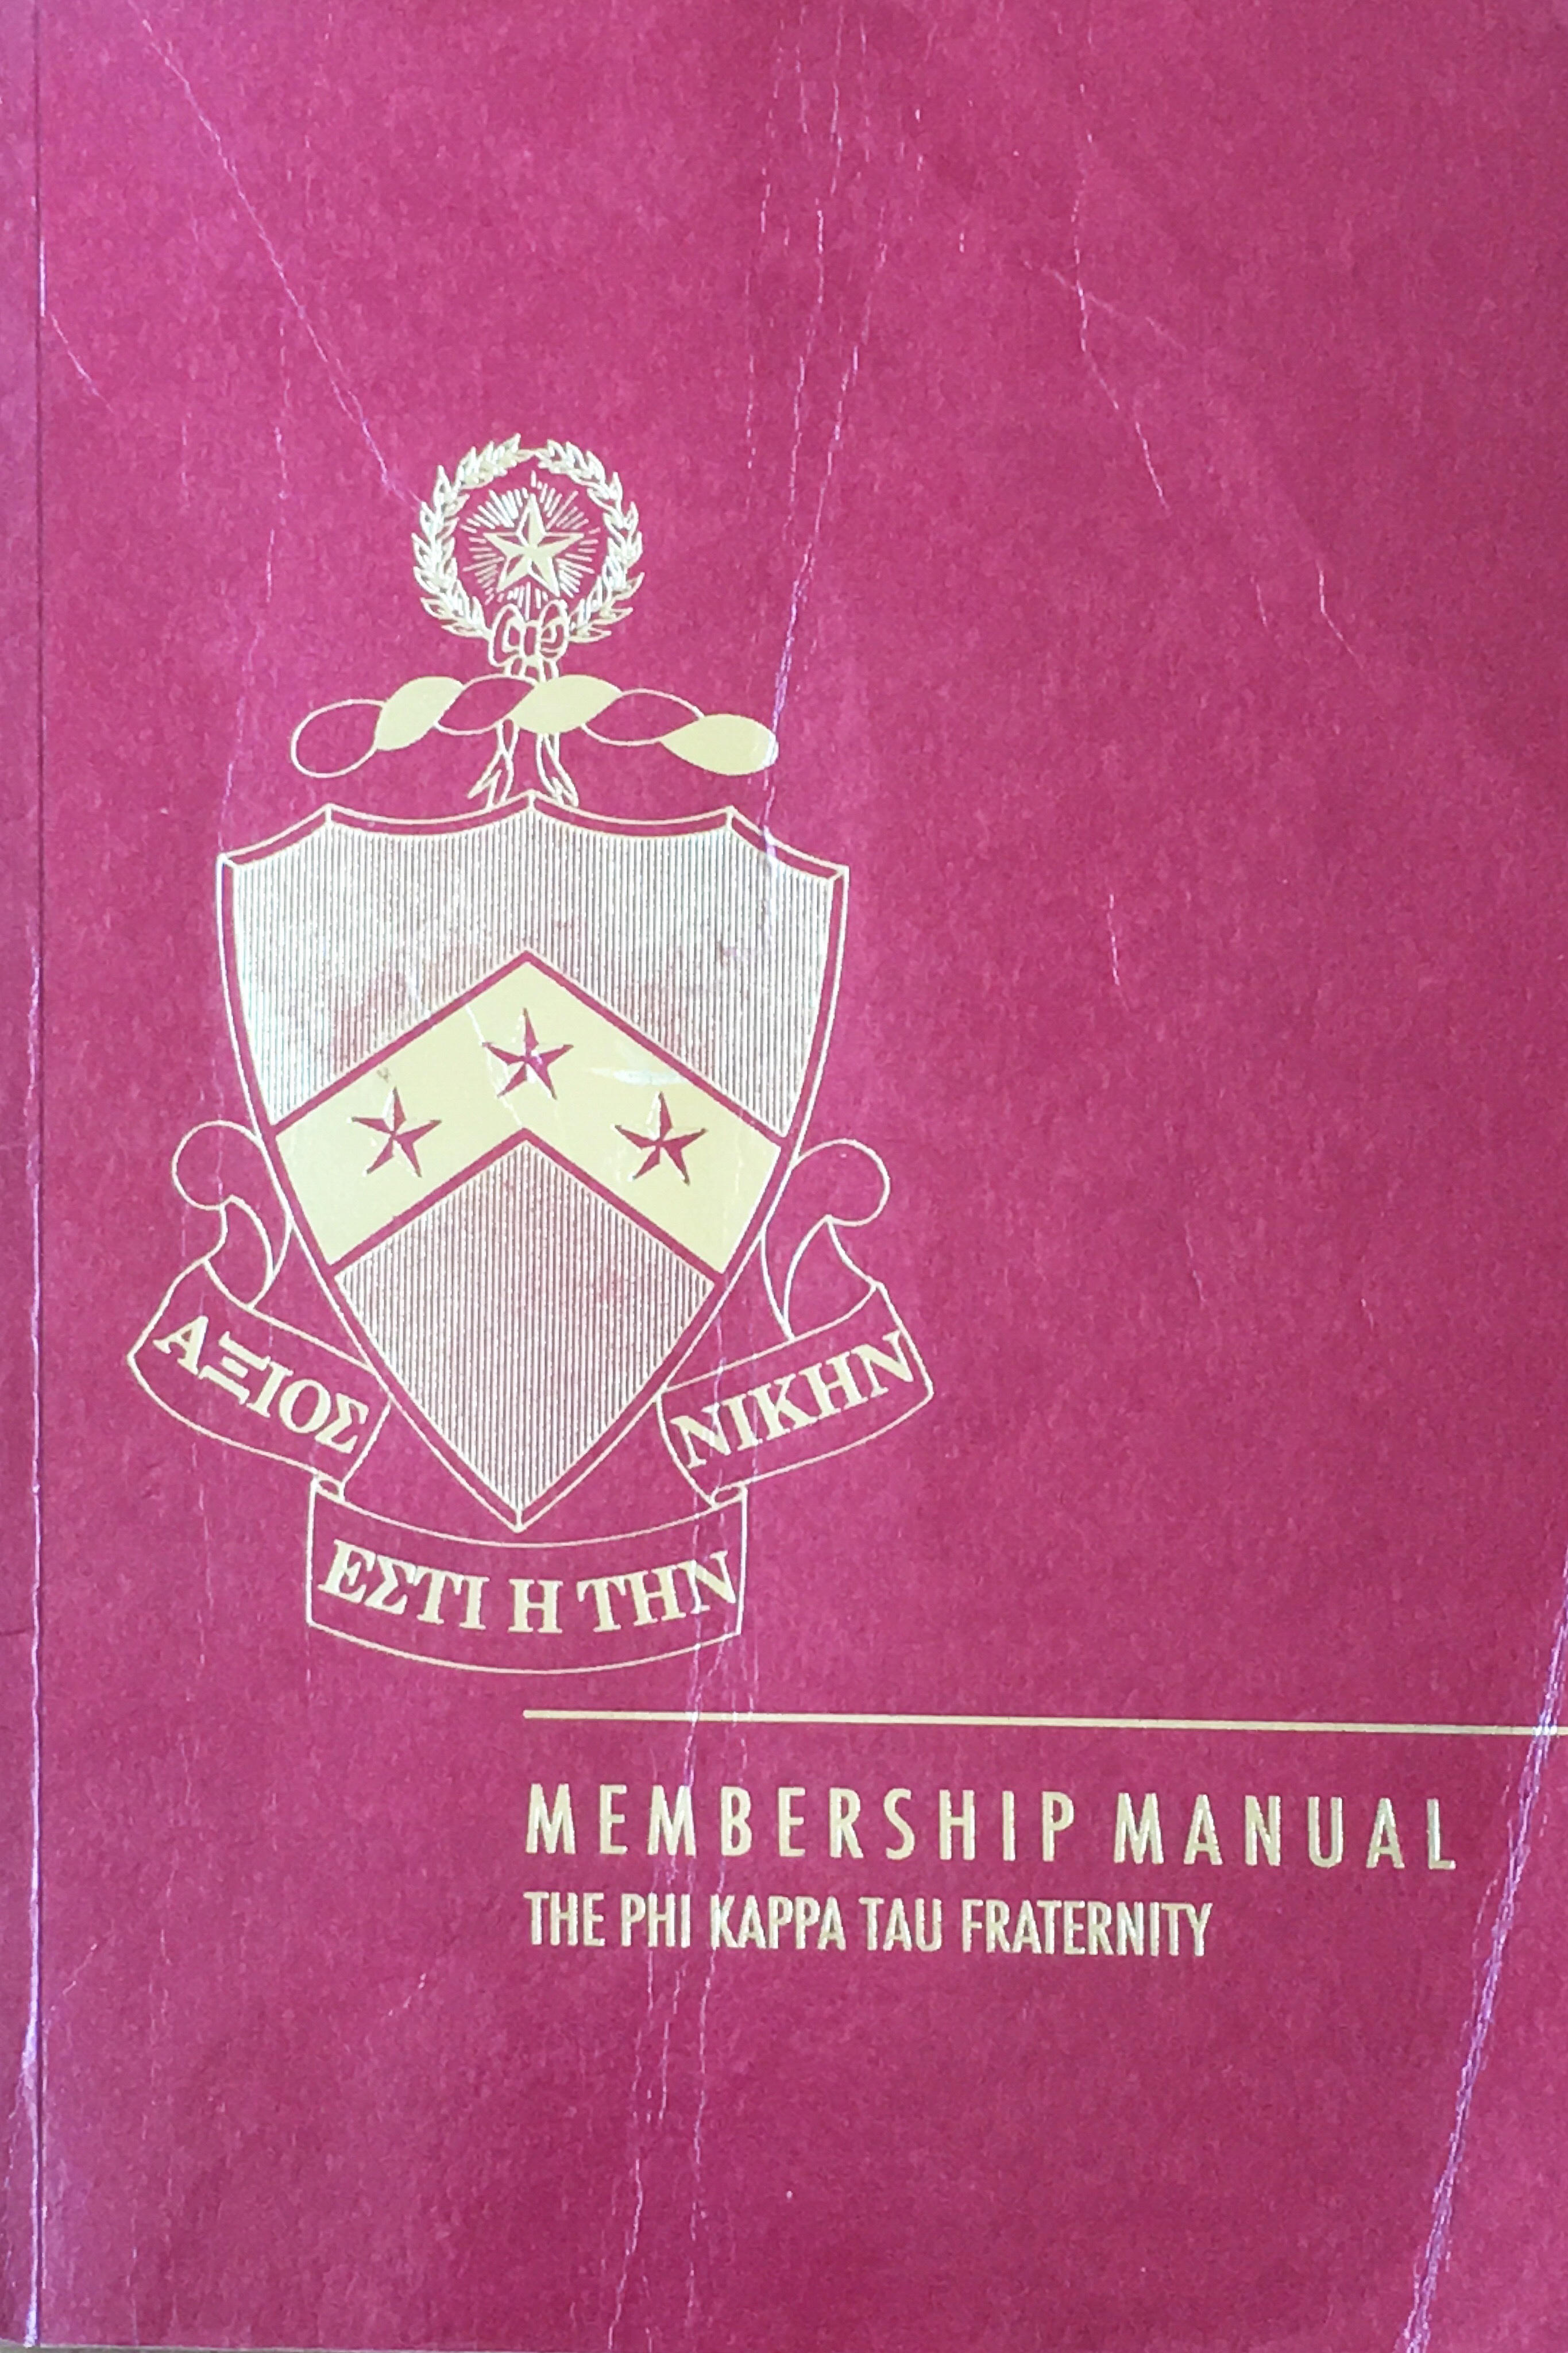 ΑΞΙΟΣ
ΕΣΤΙ Η ΤΗΝ
ΝΙΚΗΝ
MEMBERSHIP MANUAL
THE PHI KAPPA TAU FRATERNITY